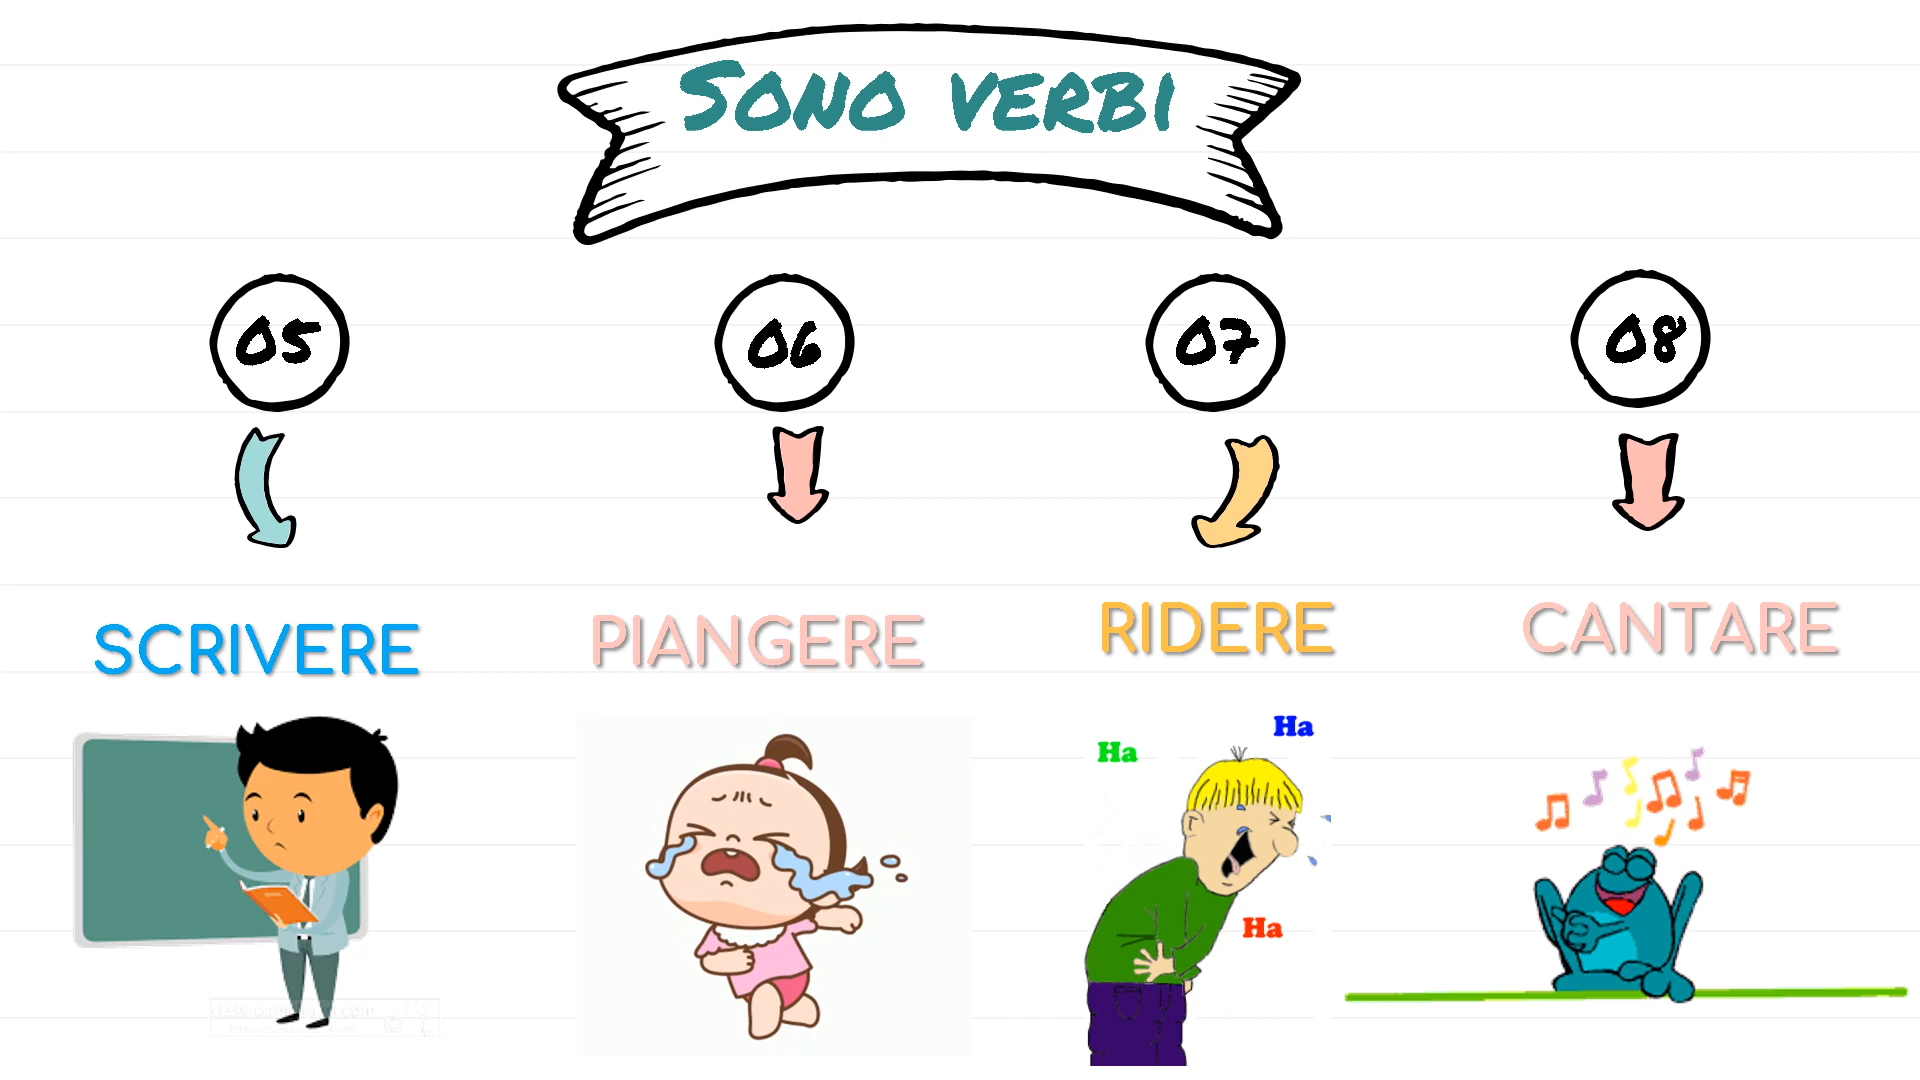 SONO VERBI
05
06
07
08
SCRIVERE
PIANGERE
RIDERE
CANTARE
Ha
Ha
Ha